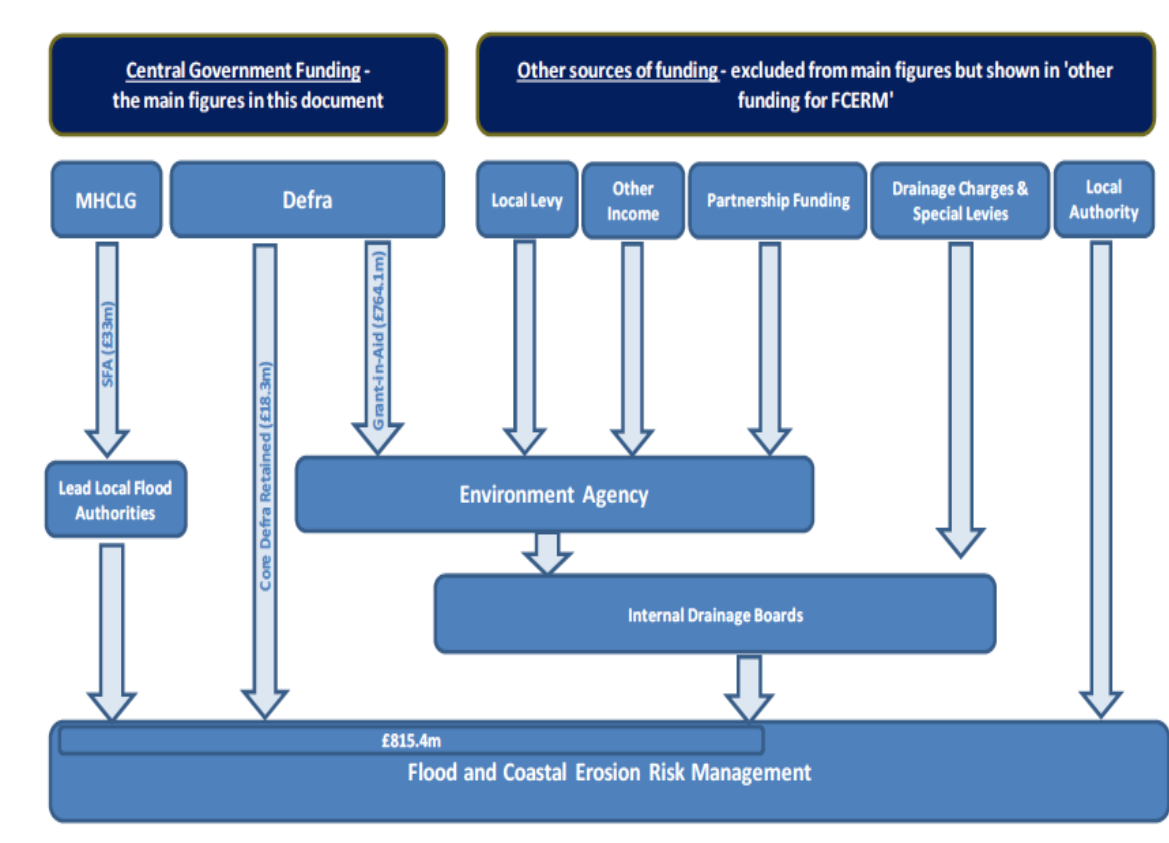 Central Government Funding -
the main figures in this document
Other sources of funding - excluded from main figures but shown in 'other
funding for FCERM'
MHCLG
Defra
Local Levy
Other
Income
Partnership Funding
Drainage Charges &
Special Levies
Local
Authority
SFA (£33m)
Core Defra Retained (£18.3m)
Grant-in-Aid (£764.1m)
Lead Local Flood
Authorities
Environment Agency
Internal Drainage Boards
£815.4m
Flood and Coastal Erosion Risk Management